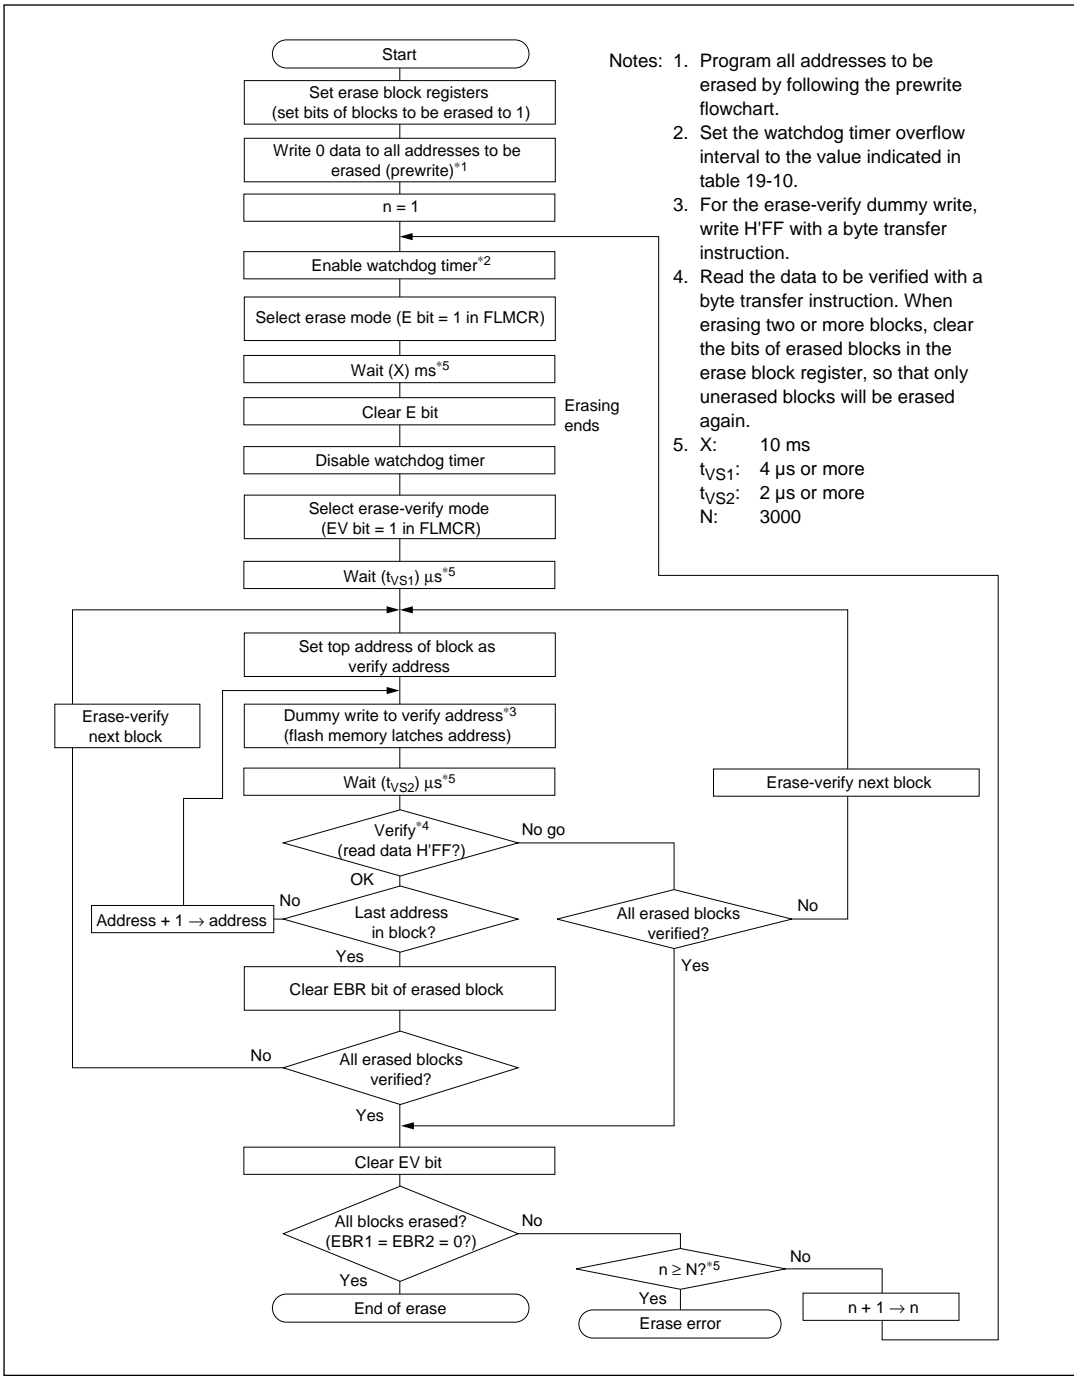 Start
Set erase block registers
(set bits of blocks to be erased to 1)
Write 0 data to all addresses to be
erased (prewrite)*1
n = 1
Enable watchdog timer*2
Select erase mode (E bit = 1 in FLMCR)
Wait (X) ms*5
Clear E bit
Erasing
ends
Disable watchdog timer
Select erase-verify mode
(EV bit = 1 in FLMCR)
Wait (tVS1) μs*5
Set top address of block as
verify address
Erase-verify
next block
Dummy write to verify address*3
(flash memory latches address)
Wait (tVS2) μs*5
Erase-verify next block
Verify*4
(read data H'FF?)
No go
OK
No
Address + 1 → address
Last address
in block?
Yes
All erased blocks
verified?
No
Yes
Clear EBR bit of erased block
No
All erased blocks
verified?
Yes
Clear EV bit
All blocks erased?
(EBR1 = EBR2 = 0?)
No
Yes
End of erase
n ≥ N?*5
No
Yes
Erase error
n + 1 → n
Notes: 1. Program all addresses to be
erased by following the prewrite
flowchart.
2. Set the watchdog timer overflow
interval to the value indicated in
table 19-10.
3. For the erase-verify dummy write,
write H'FF with a byte transfer
instruction.
4. Read the data to be verified with a
byte transfer instruction. When
erasing two or more blocks, clear
the bits of erased blocks in the
erase block register, so that only
unerased blocks will be erased
again.
5. X: 10 ms
tVS1: 4 μs or more
tVS2: 2 μs or more
N: 3000